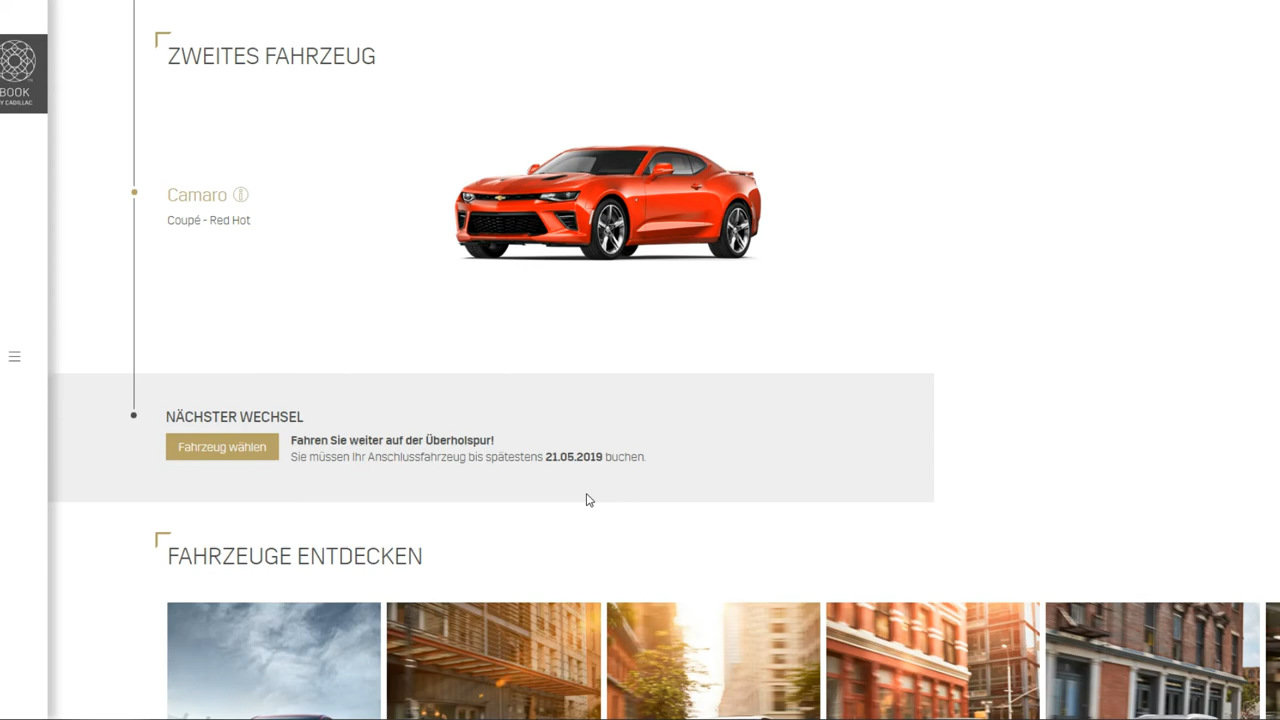 ZWEITES FAHRZEUG
BOOK
Y CADILLAC
Camaro
Coupé - Red Hot
NÄCHSTER WECHSEL
Fahrzeug wählen
Fahren Sie weiter auf der Überholspur!
Sie müssen Ihr Anschlussfahrzeug bis spätestens 21.05.2019 buchen.
FAHRZEUGE ENTDECKEN